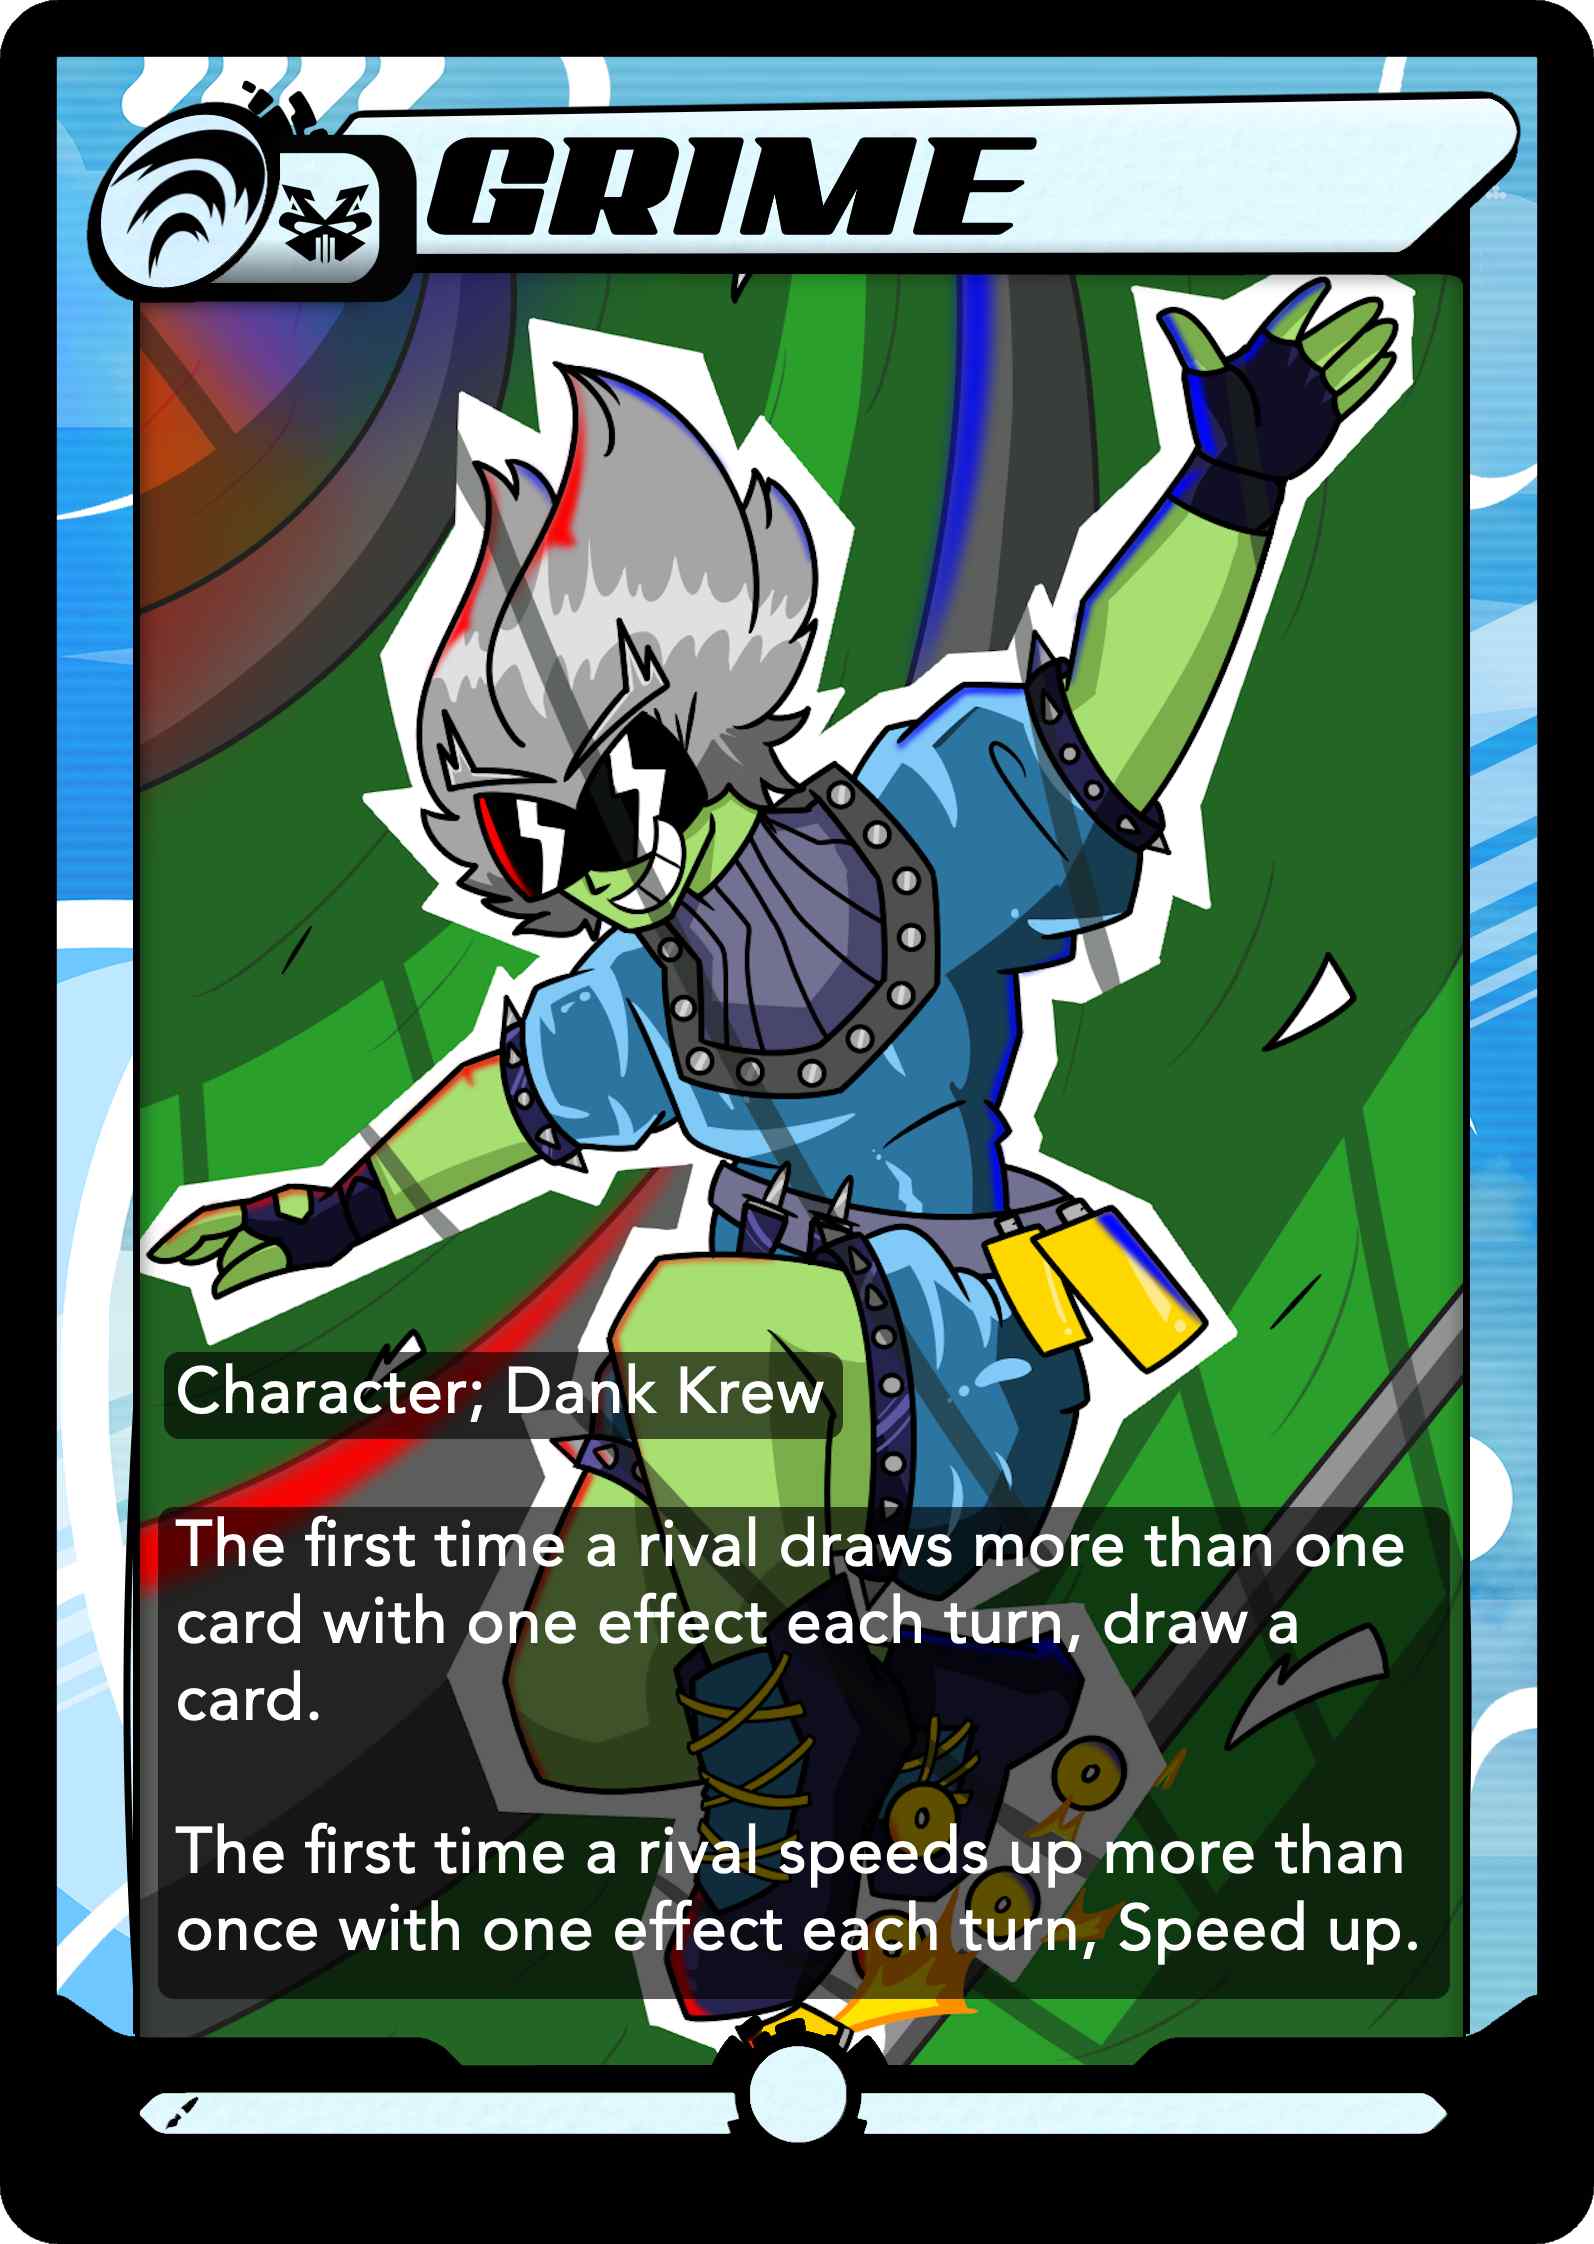 GRIME
Character; Dank Krew
The first time a rival draws more than one
card with one effect each turn, draw a
card.
The first time a rival speeds up more than
once with one effect each turn, Speed up.